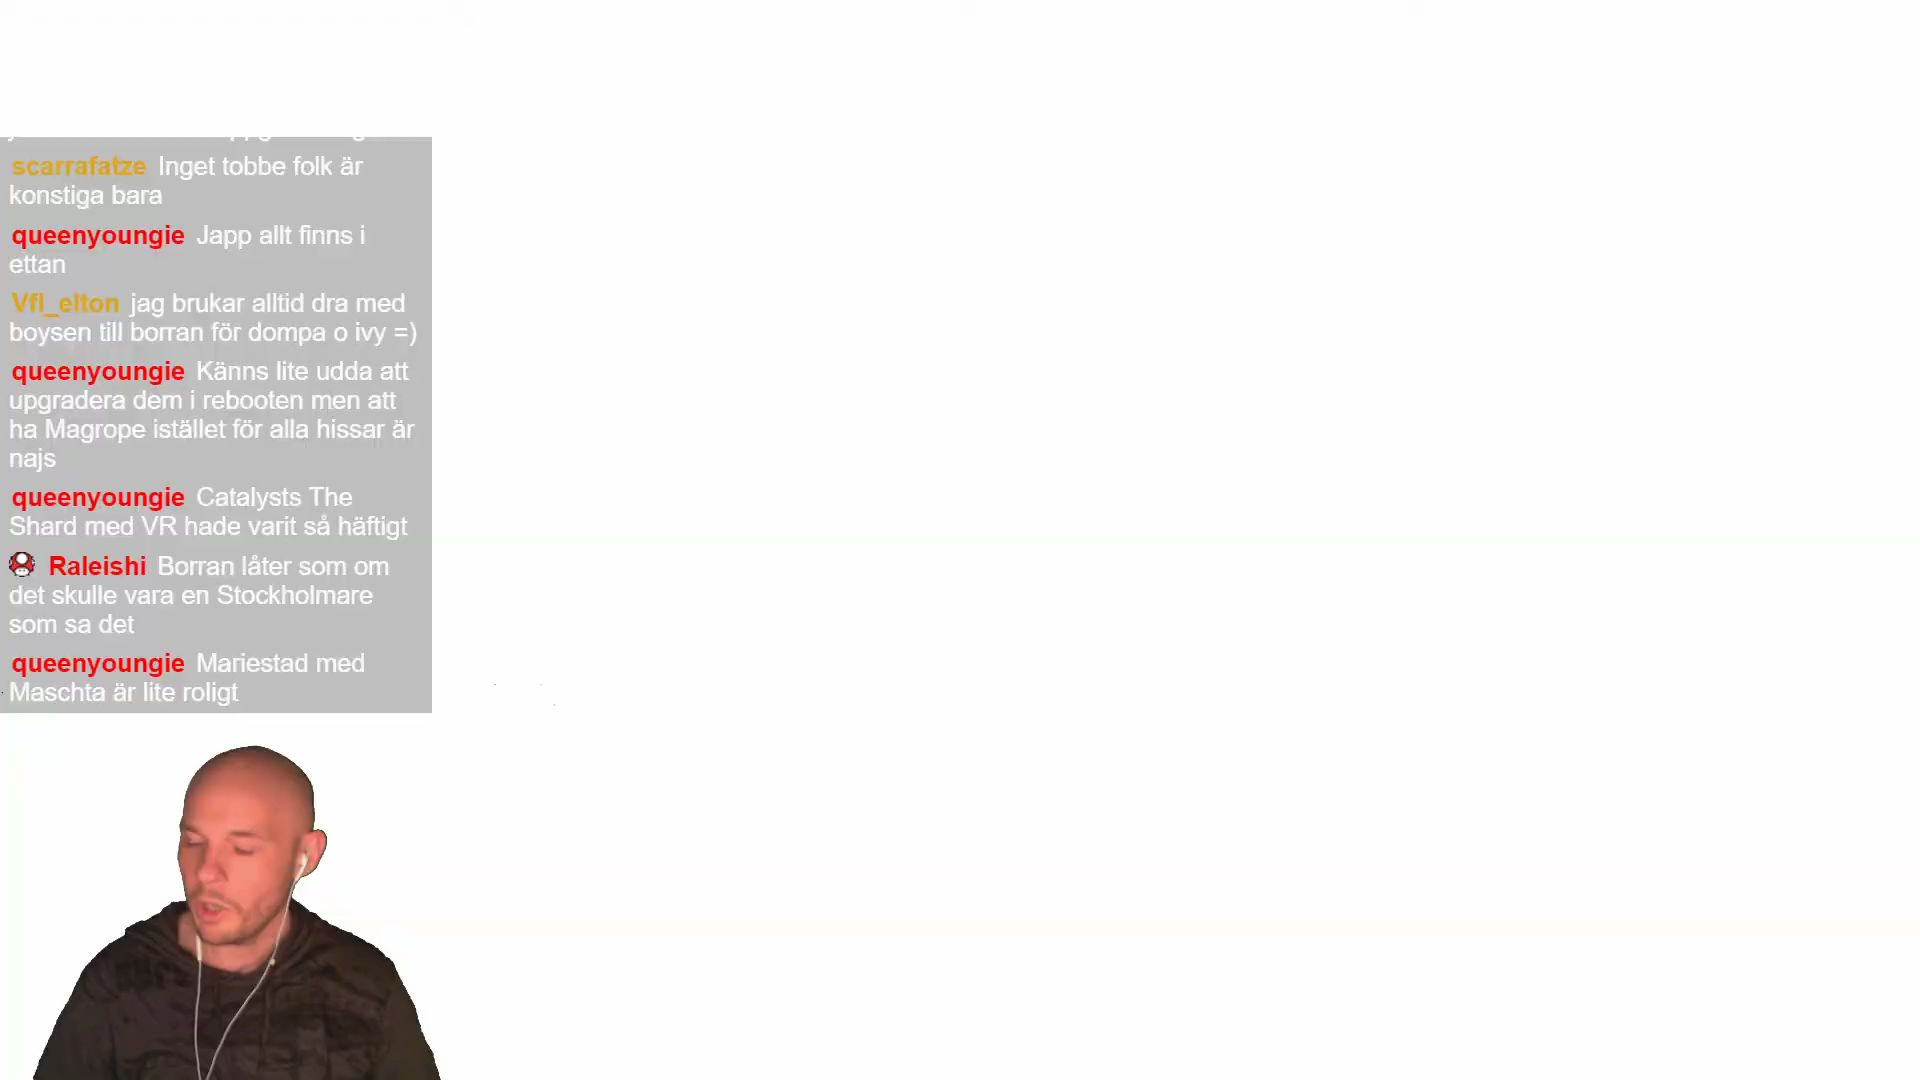 scarrafatze Inget tobbe folk är
konstiga bara
queenyoungie Japp allt finns i
ettan
Vfl_elton jag brukar alltid dra med
boysen till borran för dompa o ivy =)
queenyoungie Känns lite udda att
upgradera dem i rebooten men att
ha Magrope istället för alla hissar är
najs
queenyoungie Catalysts The
Shard med VR hade varit så häftigt
Raleishi Borran låter som om
det skulle vara en Stockholmare
som sa det
queenyoungie Mariestad med
Maschta är lite roligt